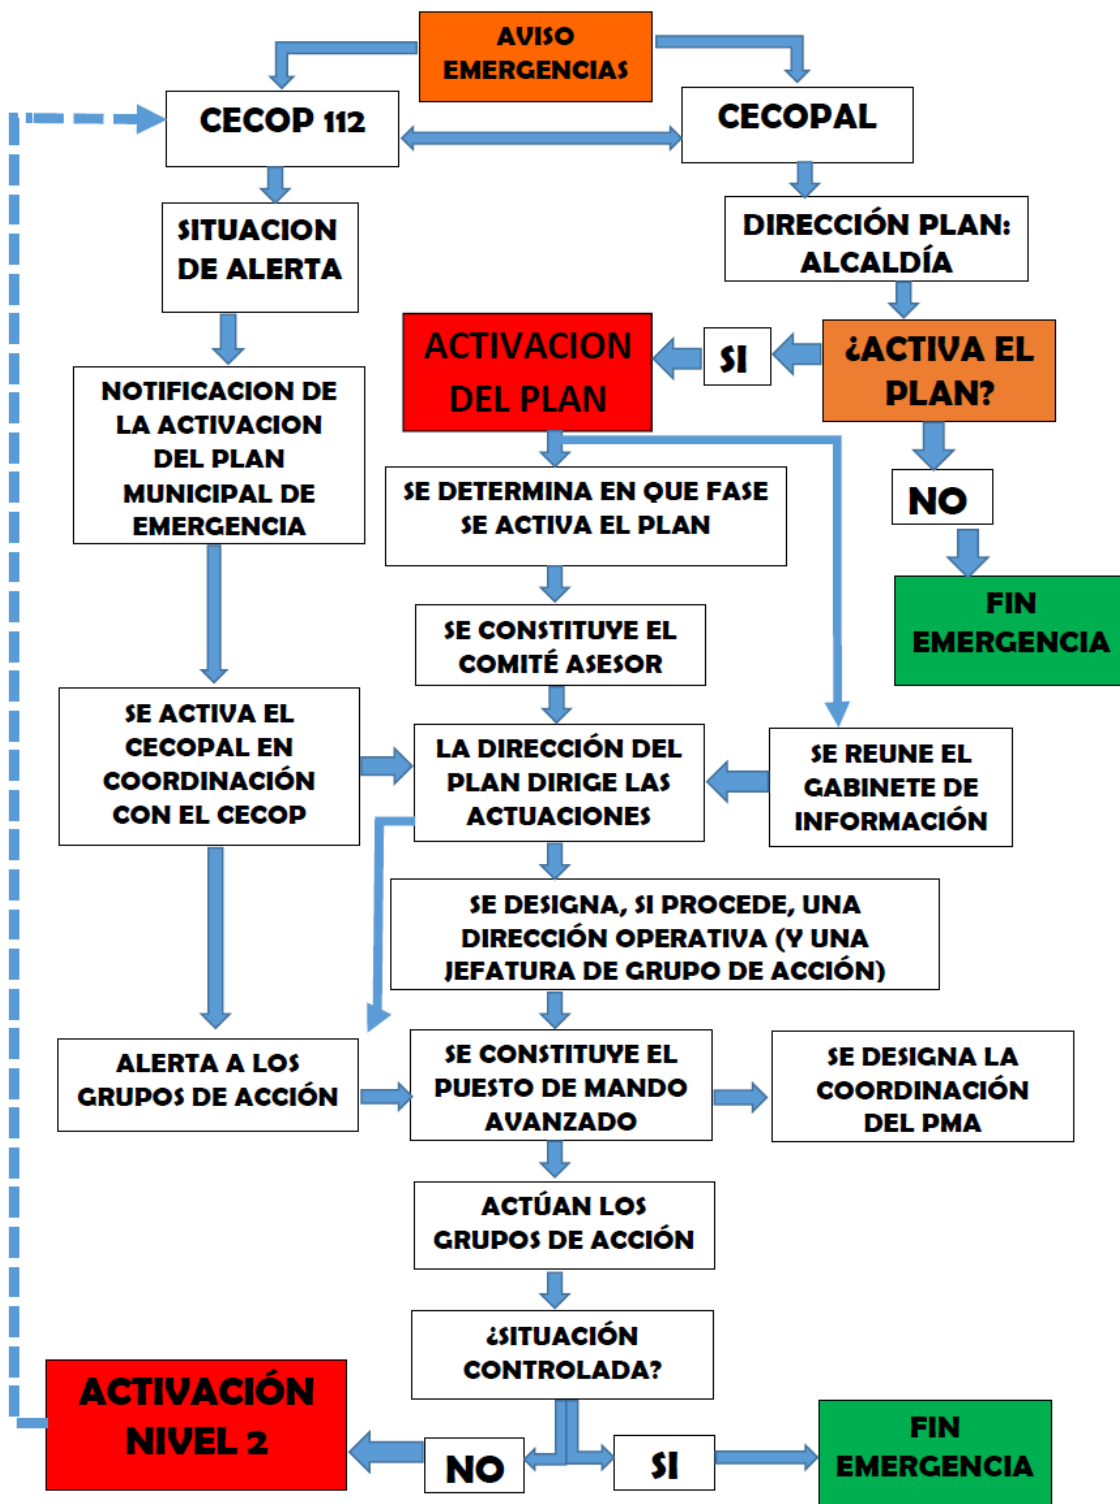 AVISO
EMERGENCIAS
CECOP 112
CECOPAL
SITUACION
DE ALERTA
DIRECCIÓN PLAN:
ALCALDÍA
ACTIVACION
DEL PLAN
SI
¿ACTIVA EL
PLAN?
NOTIFICACION DE
LA ACTIVACION
DEL PLAN
MUNICIPAL DE
EMERGENCIA
SE DETERMINA EN QUE FASE
SE ACTIVA EL PLAN
NO
FIN
EMERGENCIA
SE CONSTITUYE EL
COMITÉ ASESOR
SE ACTIVA EL
CECOPAL EN
COORDINACIÓN
CON EL CECOP
LA DIRECCIÓN DEL
PLAN DIRIGE LAS
ACTUACIONES
SE REUNE EL
GABINETE DE
INFORMACIÓN
SE DESIGNA, SI PROCEDE, UNA
DIRECCIÓN OPERATIVA (Y UNA
JEFATURA DE GRUPO DE ACCIÓN)
ALERTA A LOS
GRUPOS DE ACCIÓN
SE CONSTITUYE EL
PUESTO DE MANDO
AVANZADO
SE DESIGNA LA
COORDINACIÓN
DEL PMA
ACTÚAN LOS
GRUPOS DE ACCIÓN
¿SITUACIÓN
CONTROLADA?
ACTIVACIÓN
NIVEL 2
NO
SI
FIN
EMERGENCIA